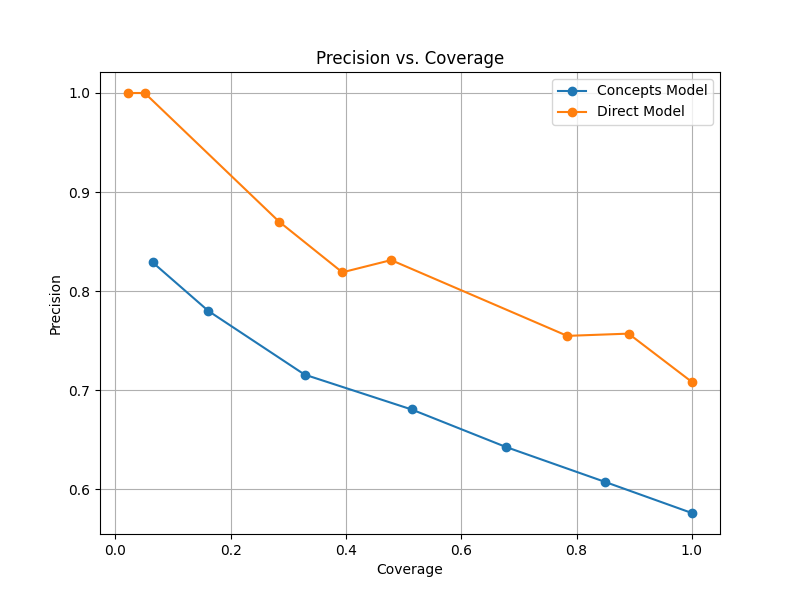 Precision vs. Coverage
Concepts Model
Direct Model
Precision
1.0
0.9
0.8
0.7
0.6
0.0 0.2 0.4 0.6 0.8 1.0
Coverage